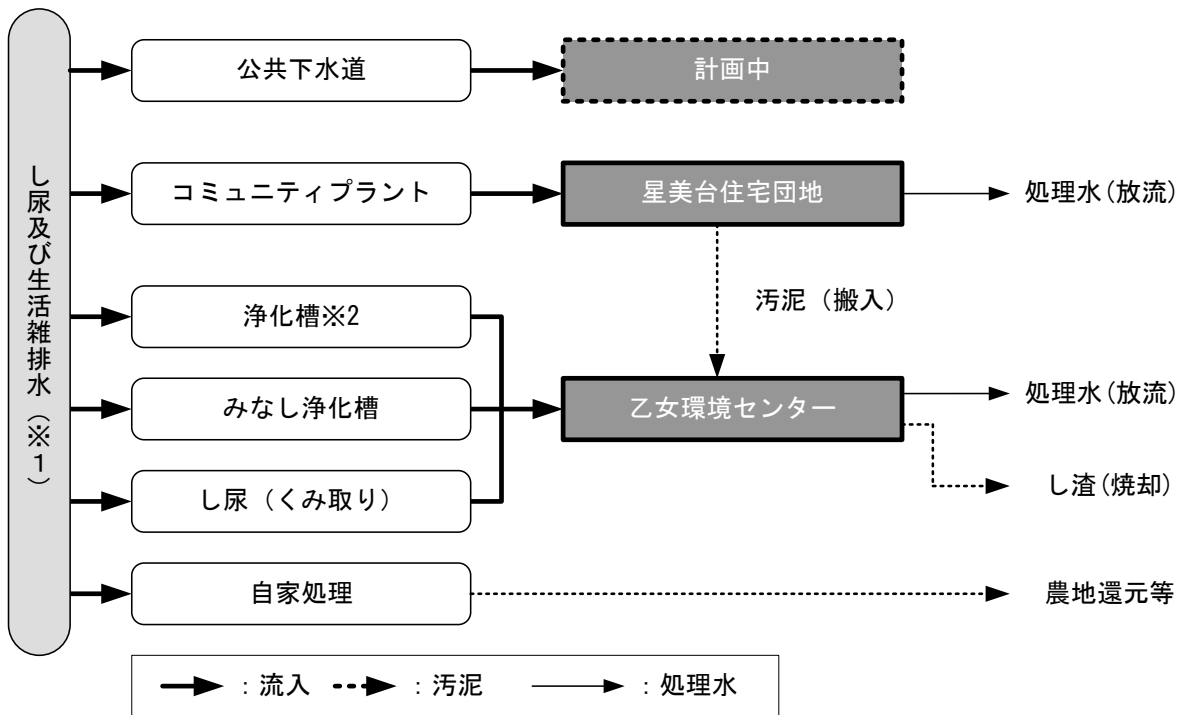 し尿及び生活雑排水（※１）
公共下水道
計画中
コミュニティプラント
星美台住宅団地
処理水(放流)
汚泥（搬入）
浄化槽※2
みなし浄化槽
乙女環境センター
処理水(放流)
し尿（くみ取り）
し渣(焼却)
自家処理
農地還元等
：流入 ：汚泥 ：処理水